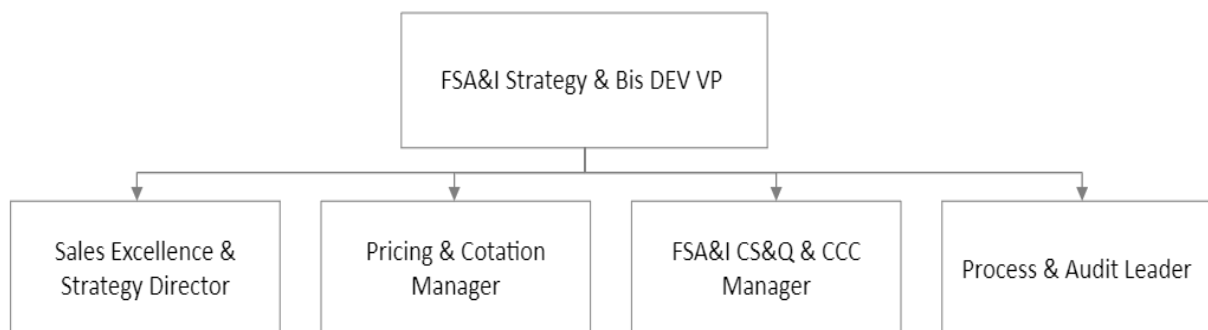 FSA&I Strategy & Bis DEV VP
Sales Excellence &
Strategy Director
Pricing & Cotation
Manager
FSA&I CS&Q & CCC
Manager
Process & Audit Leader